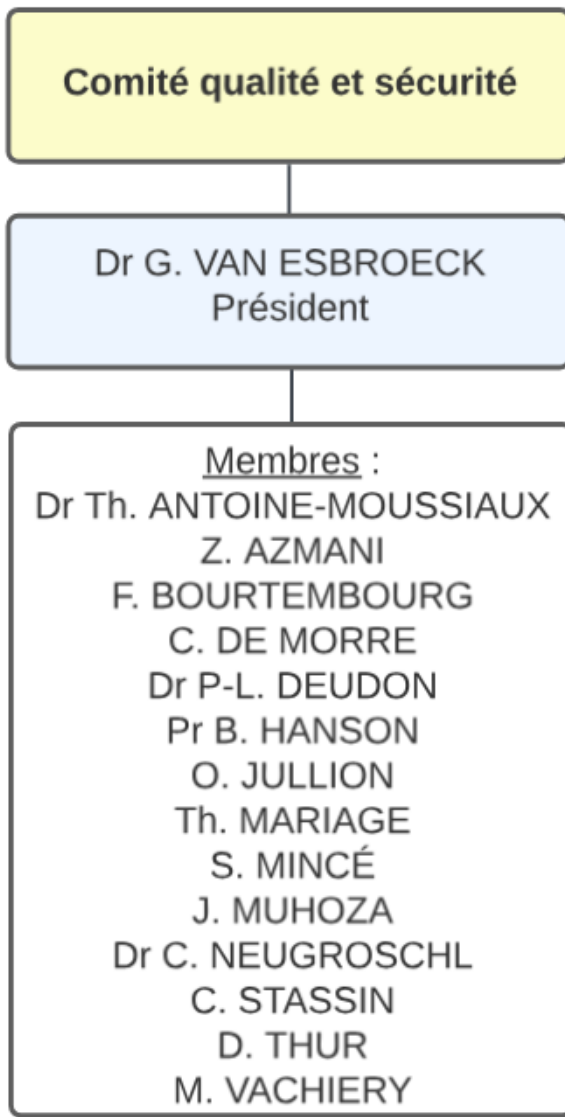 Comité qualité et sécurité
Dr G. VAN ESBROECK
Président
Membres :
Dr Th. ANTOINE-MOUSSIAUX
Z. AZMANI
F. BOURTEMBOURG
C. DE MORRE
Dr P-L. DEUDON
Pr B. HANSON
O. JULLION
Th. MARIAGE
S. MINCÉ
J. MUHOZA
Dr C. NEUGROSCHL
C. STASSIN
D. THUR
M. VACHIERY